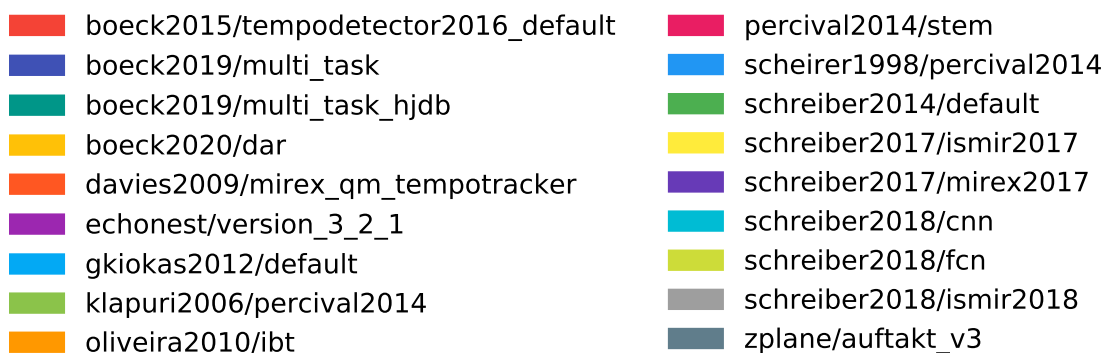 boeck2015/tempodetector2016_default
boeck2019/multi_task
boeck2019/multi_task_hjdb
boeck2020/dar
davies2009/mirex_qm_tempotracker
echonest/version_3_2_1
gkiokas2012/default
klapuri2006/percival2014
oliveira2010/ibt
percival2014/stem
scheirer1998/percival2014
schreiber2014/default
schreiber2017/ismir2017
schreiber2017/mirex2017
schreiber2018/cnn
schreiber2018/fcn
schreiber2018/ismir2018
zplane/auftakt_v3